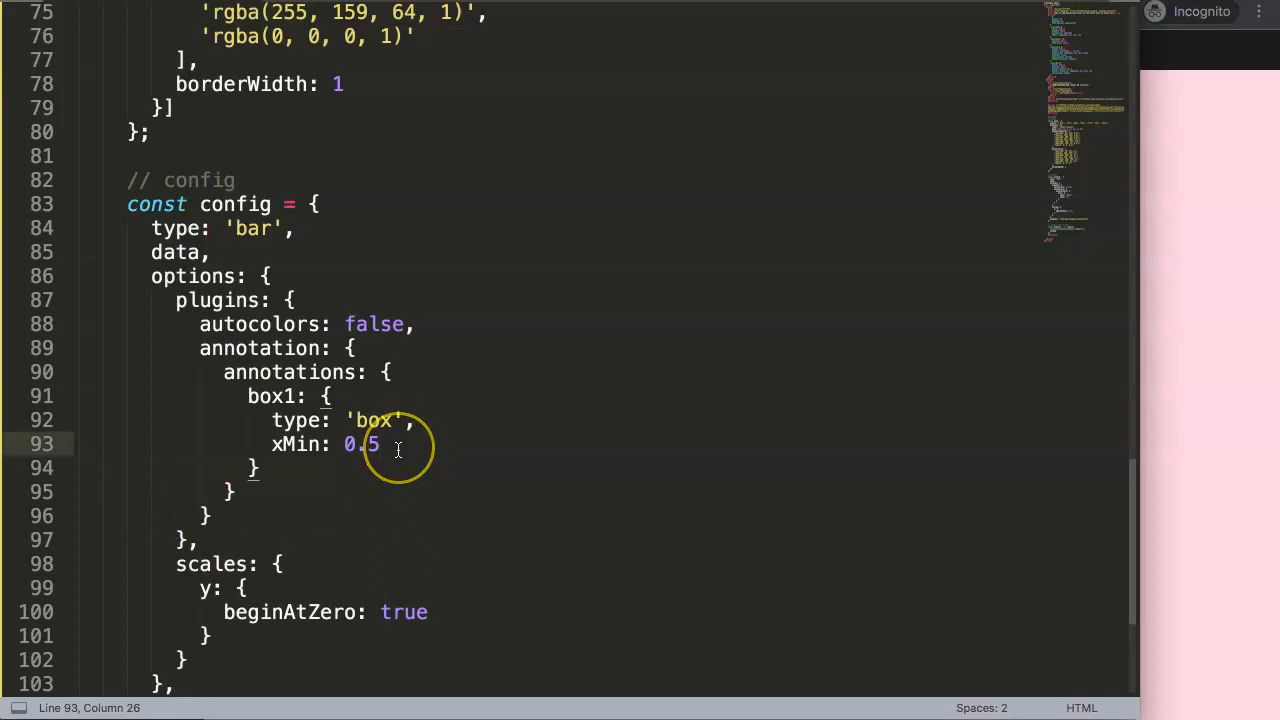 75 'rgba(255, 159, 64, 1)',
Incognito
76 'rgba(0, 0, 0, 1)'
77 ],
78 borderWidth: 1
79 }]
80 };
81
82 // config
83 const config = {
84 type: 'bar',
85 data,
86 options: {
87 plugins: {
88 autocolors: false,
89 annotation: {
90 annotations: {
91 box1: {
92 type: 'box',
93 xMin: 0.5
94 }
95 }
96 }
97 },
98 scales: {
99 y: {
100 beginAtZero: true
101 }
102 }
103 },
Line 93, Column 26
Spaces: 2
HTML